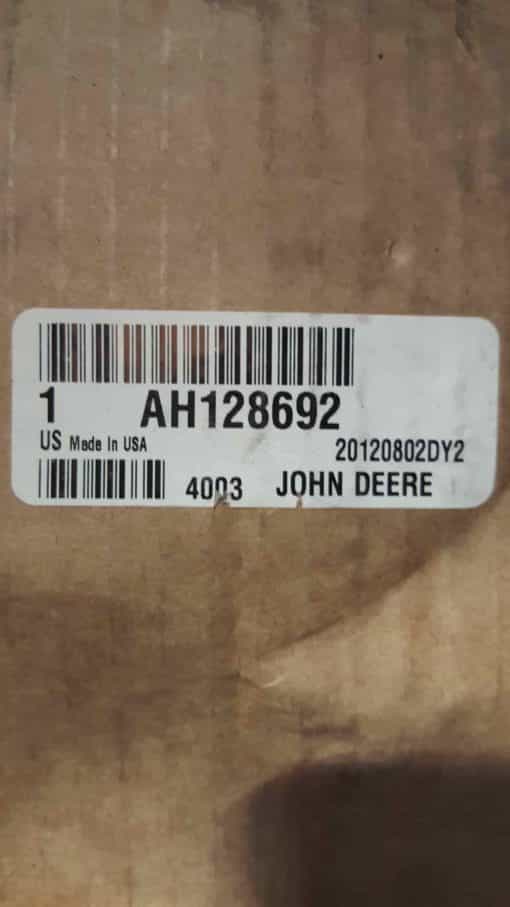 1 AH128692
US Made In USA 20120802DY2
4003 JOHN DEERE